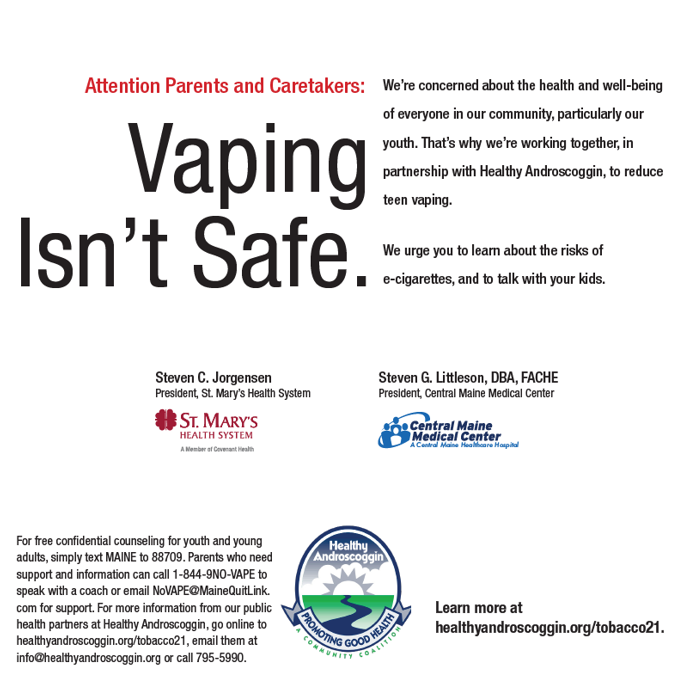 Attention Parents and Caretakers:
Vaping
Isn't Safe.
We're concerned about the health and well-being
of everyone in our community, particularly our
youth. That's why we're working together, in
partnership with Healthy Androscoggin, to reduce
teen vaping.
We urge you to learn about the risks of
e-cigarettes, and to talk with your kids.
Steven C. Jorgensen
President, St. Mary's Health System
St. Mary's
Health System
A Member of Covenant Health
Steven G. Littleson, DBA, FACHE
President, Central Maine Medical Center
Central Maine
Medical Center
A Central Maine Healthcare Hospital
For free confidential counseling for youth and young
adults, simply text MAINE to 88709. Parents who need
support and information can call 1-844-9NO-VAPE to
speak with a coach or email NoVAPE@MaineQuitLink.
com for support. For more information from our public
health partners at Healthy Androscoggin, go online to
healthyandroscoggin.org/tobacco21, email them at
info@healthyandroscoggin.org or call 795-5990.
Healthy
Androscoggin
PROMOTING GOOD HEALTH
A COMMUNITY COALITION
Learn more at
healthyandroscoggin.org/tobacco21.